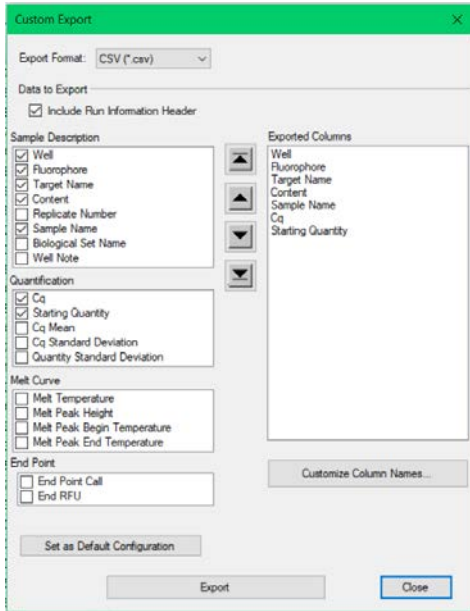 Custom Export
Export Format: CSV (*.csv)
Data to Export
Include Run Information Header
Sample Description
Well
Fluorophore
Target Name
Content
Replicate Number
Sample Name
Biological Set Name
Well Note
Quantification
Cq
Starting Quantity
Cq Mean
Cq Standard Deviation
Quantity Standard Deviation
Melt Curve
Melt Temperature
Melt Peak Height
Melt Peak Begin Temperature
Melt Peak End Temperature
End Point
End Point Call
End RFU
Exported Columns
Well
Fluorophore
Target Name
Content
Sample Name
Cq
Starting Quantity
Customize Column Names...
Set as Default Configuration
Export
Close